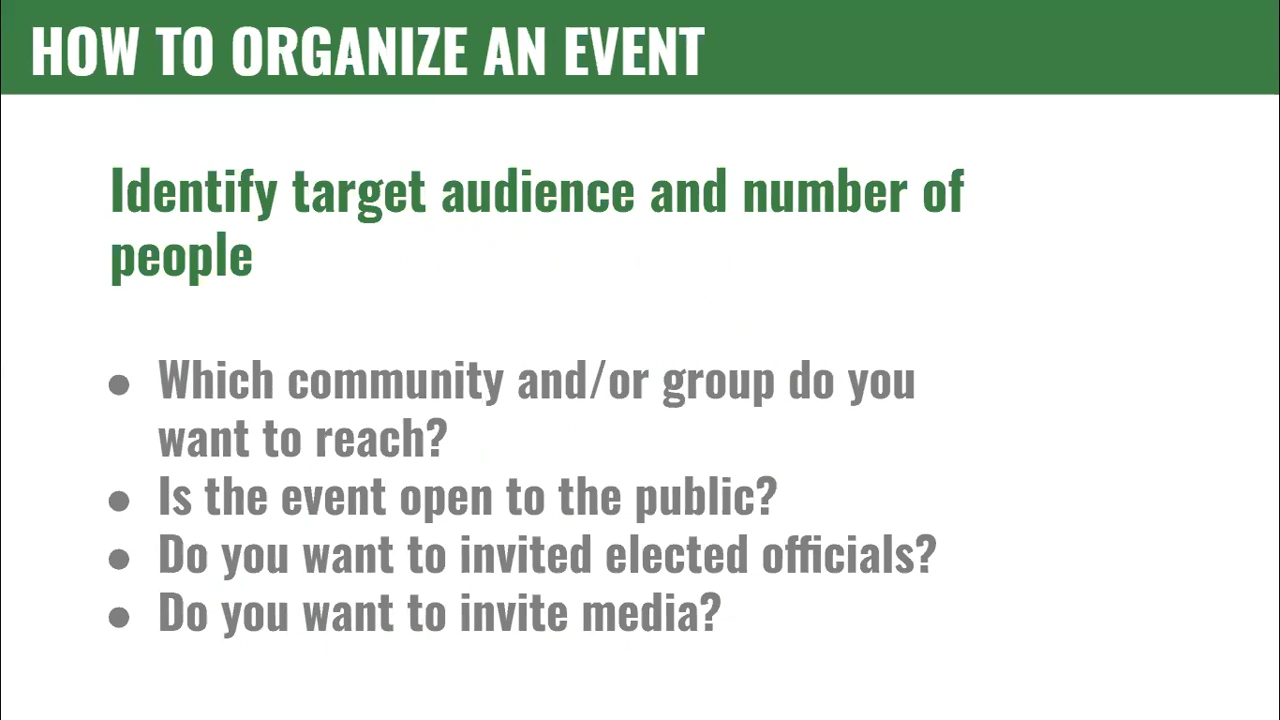 HOW TO ORGANIZE AN EVENT
Identify target audience and number of
people
● Which community and/or group do you
want to reach?
● Is the event open to the public?
● Do you want to invited elected officials?
● Do you want to invite media?